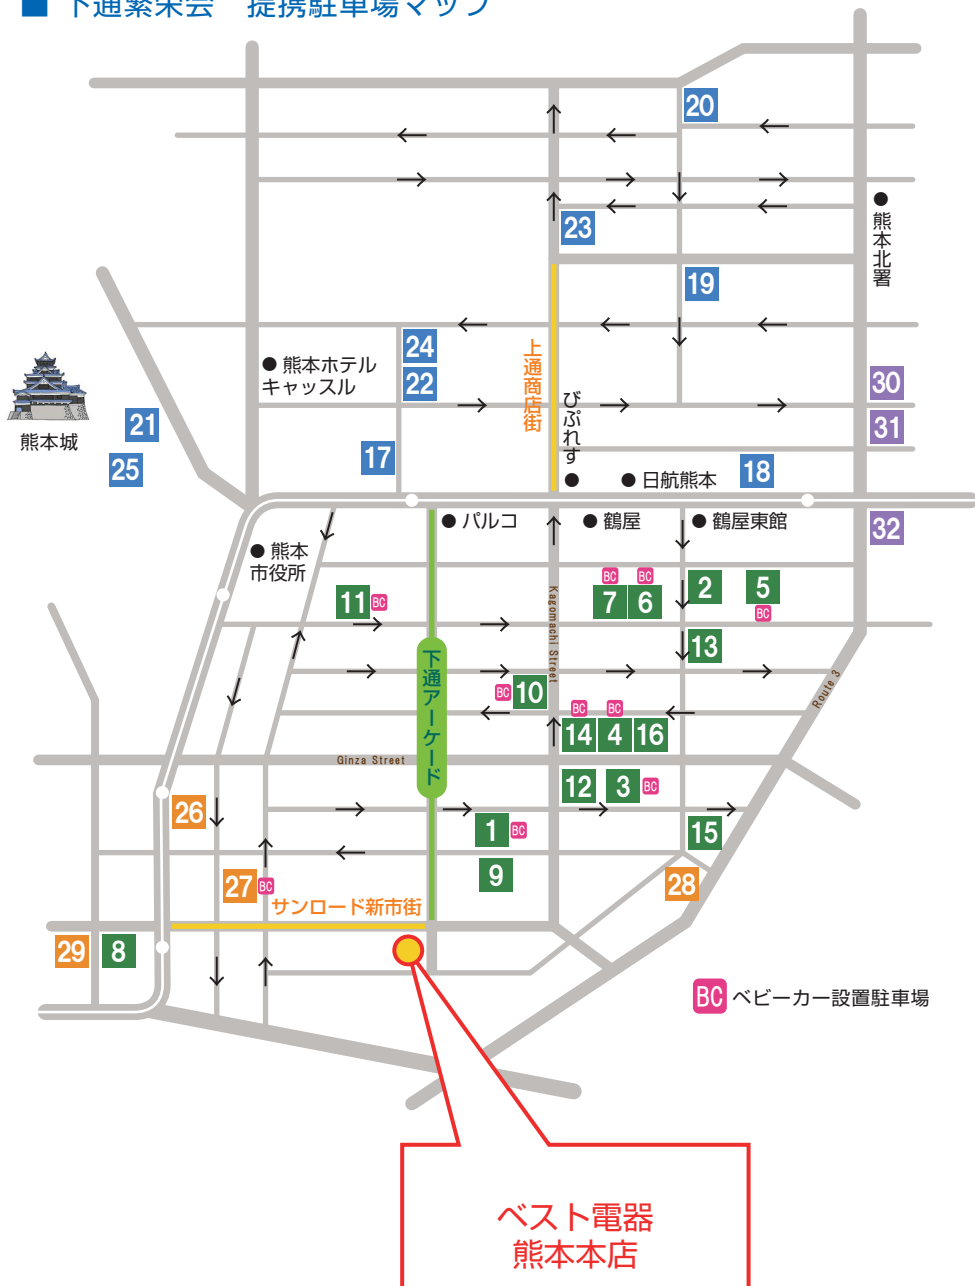 ■ 下通繁栄会 提携駐車場マップ
20
23
熊本北署
19
上通商店街
24
22
熊本ホテル
キャッスル
びぷれす
30
31
熊本城
21
25
17
日航熊本
18
パルコ
鶴屋
鶴屋東館
32
熊本
市役所
BC
BC
7
6
2
5
BC
11
BC
Kagomachi Street
13
下通アーケード
BC
10
Route 3
BC
BC
14
4
16
Ginza Street
12
3
BC
26
1
BC
15
9
27
BC
28
サンロード新市街
29
8
BC ベビーカー設置駐車場
ベスト電器
熊本本店